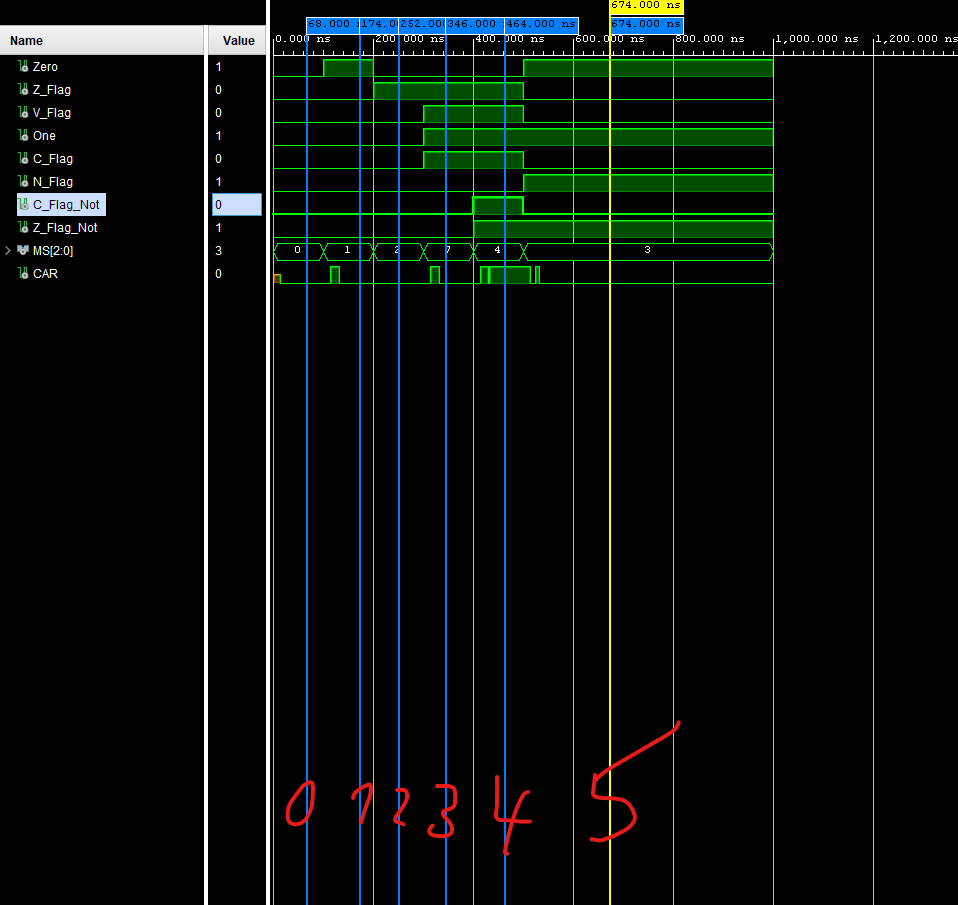 674.000 ns
68.000 174.0 252.00 346.000 464.000 ns 674.000 ns
Name Value 0.000 ns 200.000 ns 400.000 ns 600.000 ns 800.000 ns 1,000.000 ns 1,200.000 ns
Zero 1
Z_Flag 0
V_Flag 0
One 1
C_Flag 0
N_Flag 1
C_Flag_Not 0
Z_Flag_Not 1
MS[2:0] 3 0 1 2 7 4 3
CAR 0
0 1 2 3 4 5